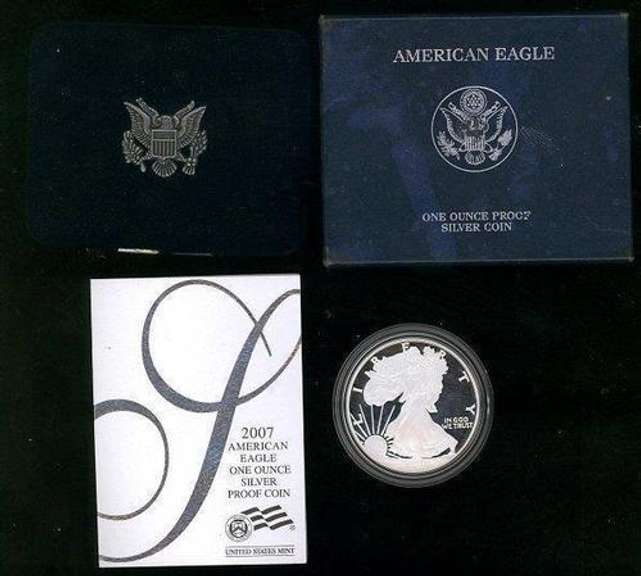 AMERICAN EAGLE
ONE OUNCE PROOF
SILVER COIN
2007
AMERICAN
EAGLE
ONE OUNCE
SILVER
PROOF COIN
UNITED STATES MINT
LIBERTY
IN GOD
WE TRUST